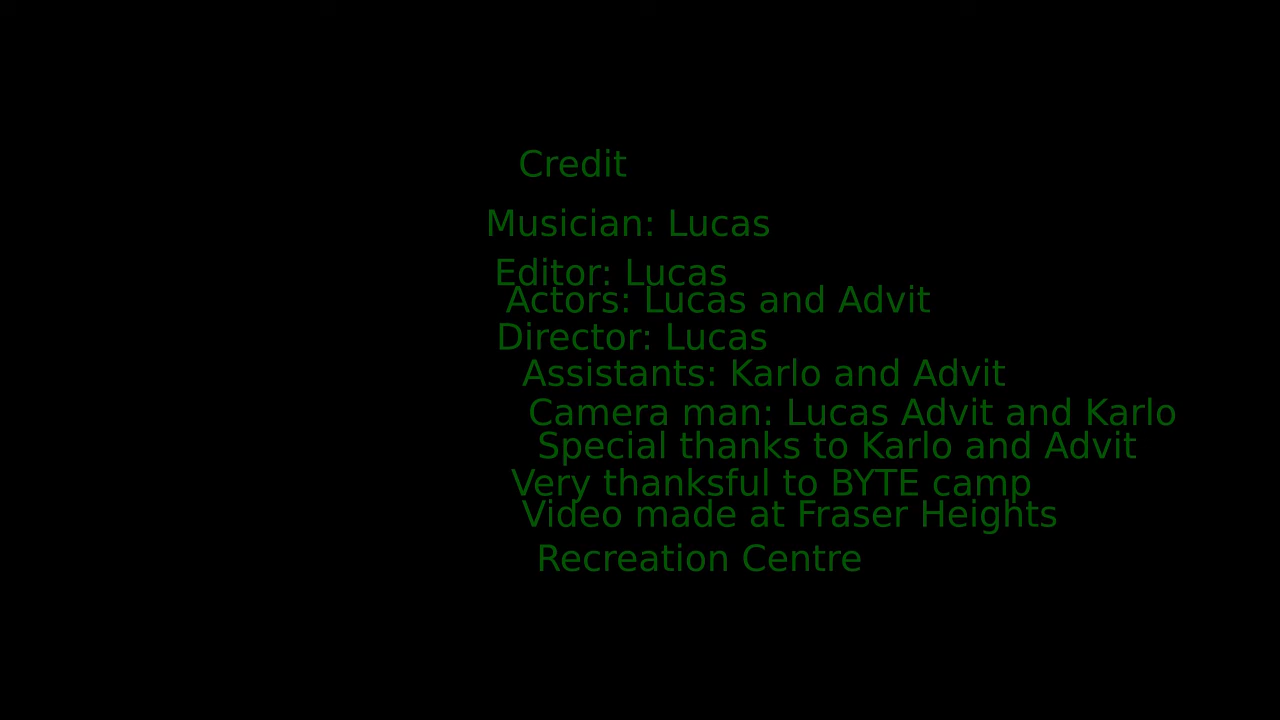 Credit
Musician: Lucas
Editor: Lucas
Actors: Lucas and Advit
Director: Lucas
Assistants: Karlo and Advit
Camera man: Lucas Advit and Karlo
Special thanks to Karlo and Advit
Very thanksful to BYTE camp
Video made at Fraser Heights
Recreation Centre